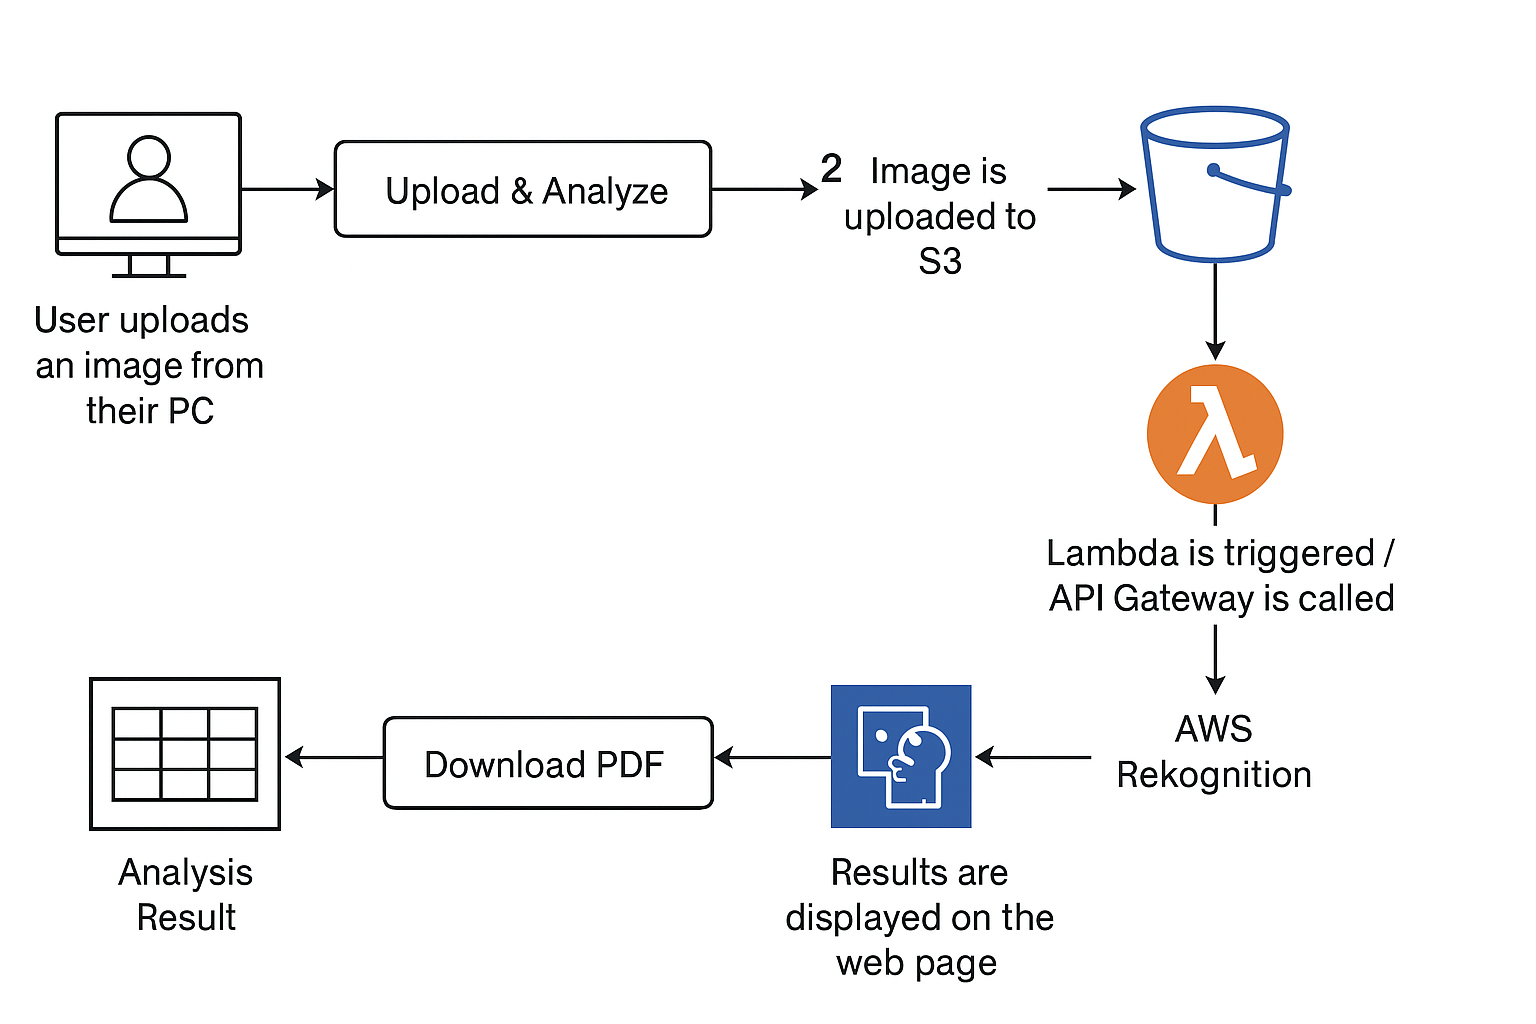 User uploads
an image from
their PC
Upload & Analyze
2
Image is
uploaded to
S3
λ
Lambda is triggered /
API Gateway is called
AWS
Rekognition
Results are
displayed on the
web page
Download PDF
Analysis
Result